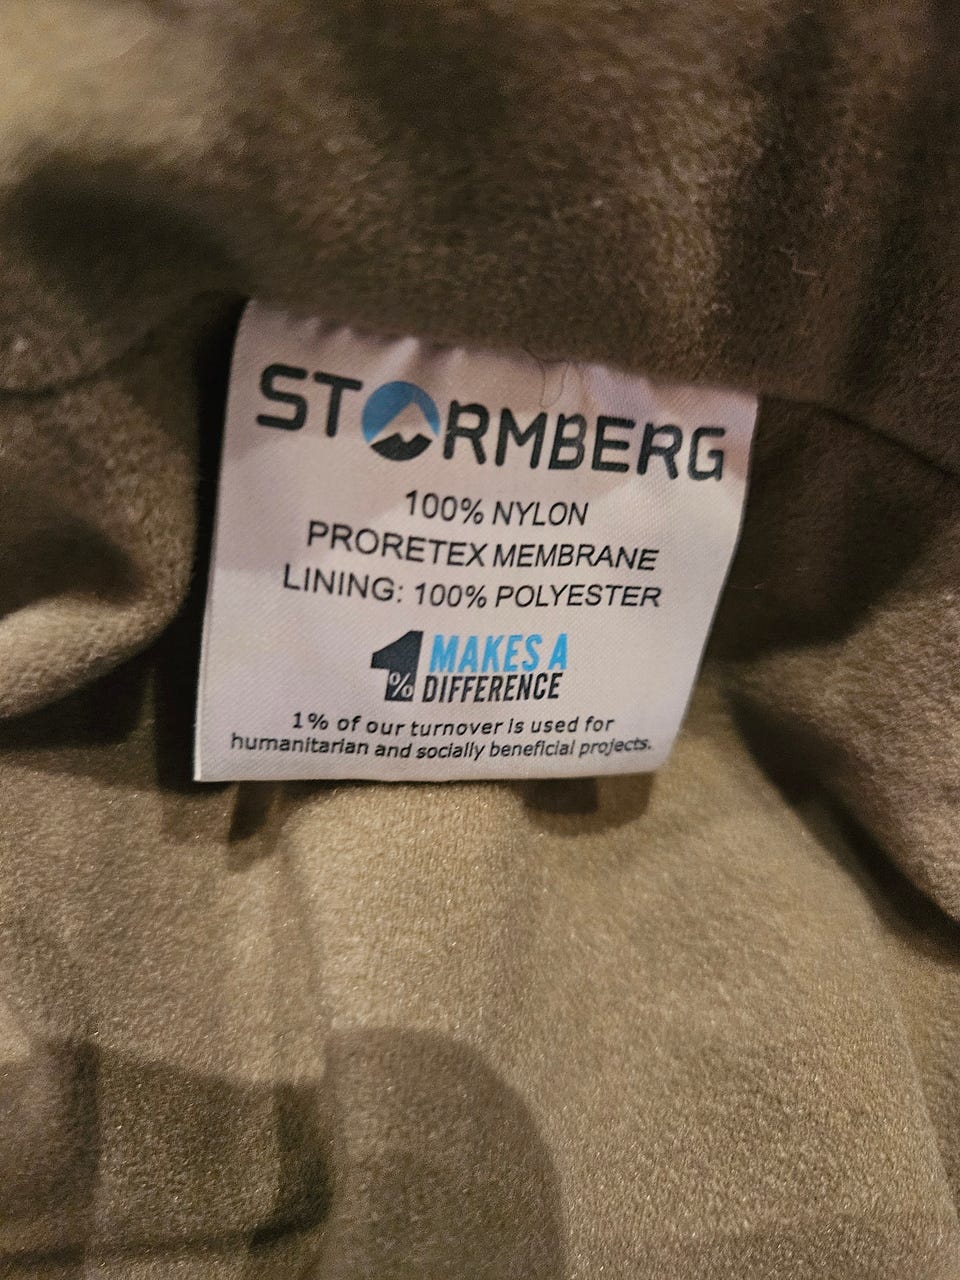 STORMBERG
100% NYLON
PRORETEX MEMBRANE
LINING: 100% POLYESTER
1% MAKES A
DIFFERENCE
1% of our turnover is used for
humanitarian and socially beneficial projects.